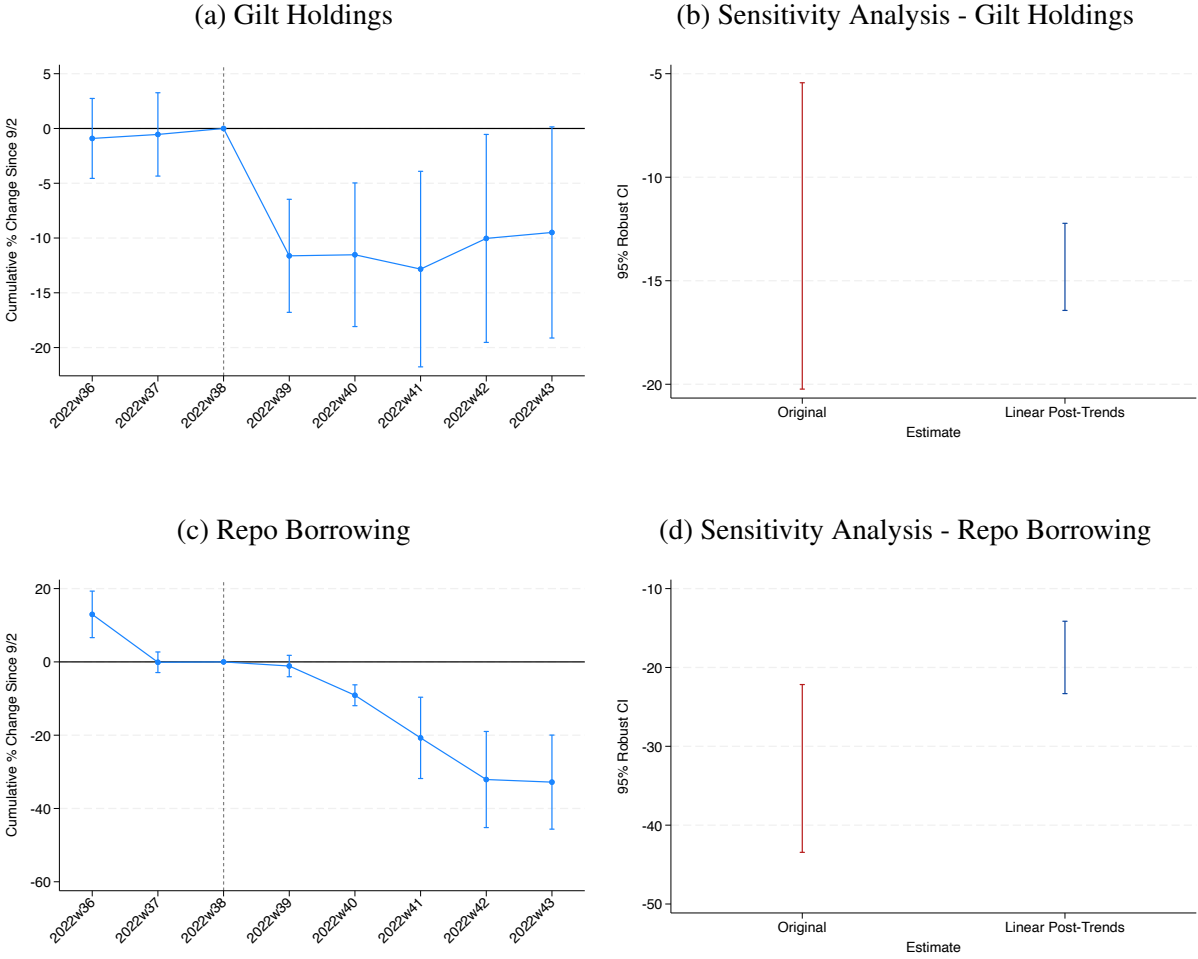 (a) Gilt Holdings
Cumulative % Change Since 9/2
5
0
-5
-10
-15
-20
2022w36
2022w37
2022w38
2022w39
2022w40
2022w41
2022w42
2022w43
(b) Sensitivity Analysis - Gilt Holdings
95% Robust CI
-5
-10
-15
-20
Original
Linear Post-Trends
Estimate
(c) Repo Borrowing
Cumulative % Change Since 9/2
20
0
-20
-40
-60
2022w36
2022w37
2022w38
2022w39
2022w40
2022w41
2022w42
2022w43
(d) Sensitivity Analysis - Repo Borrowing
95% Robust CI
-10
-20
-30
-40
-50
Original
Linear Post-Trends
Estimate